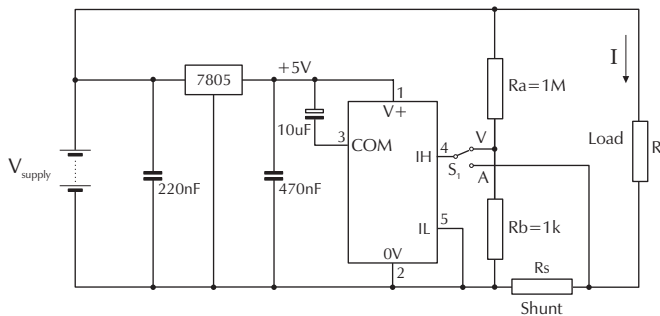 7805
+5V
I
1
V+
Ra=1M
10uF
3
COM
IH
4
V
S1
A
Load
R
Vsupply
220nF
470nF
IL
5
Rb=1k
0V
2
Rs
Shunt